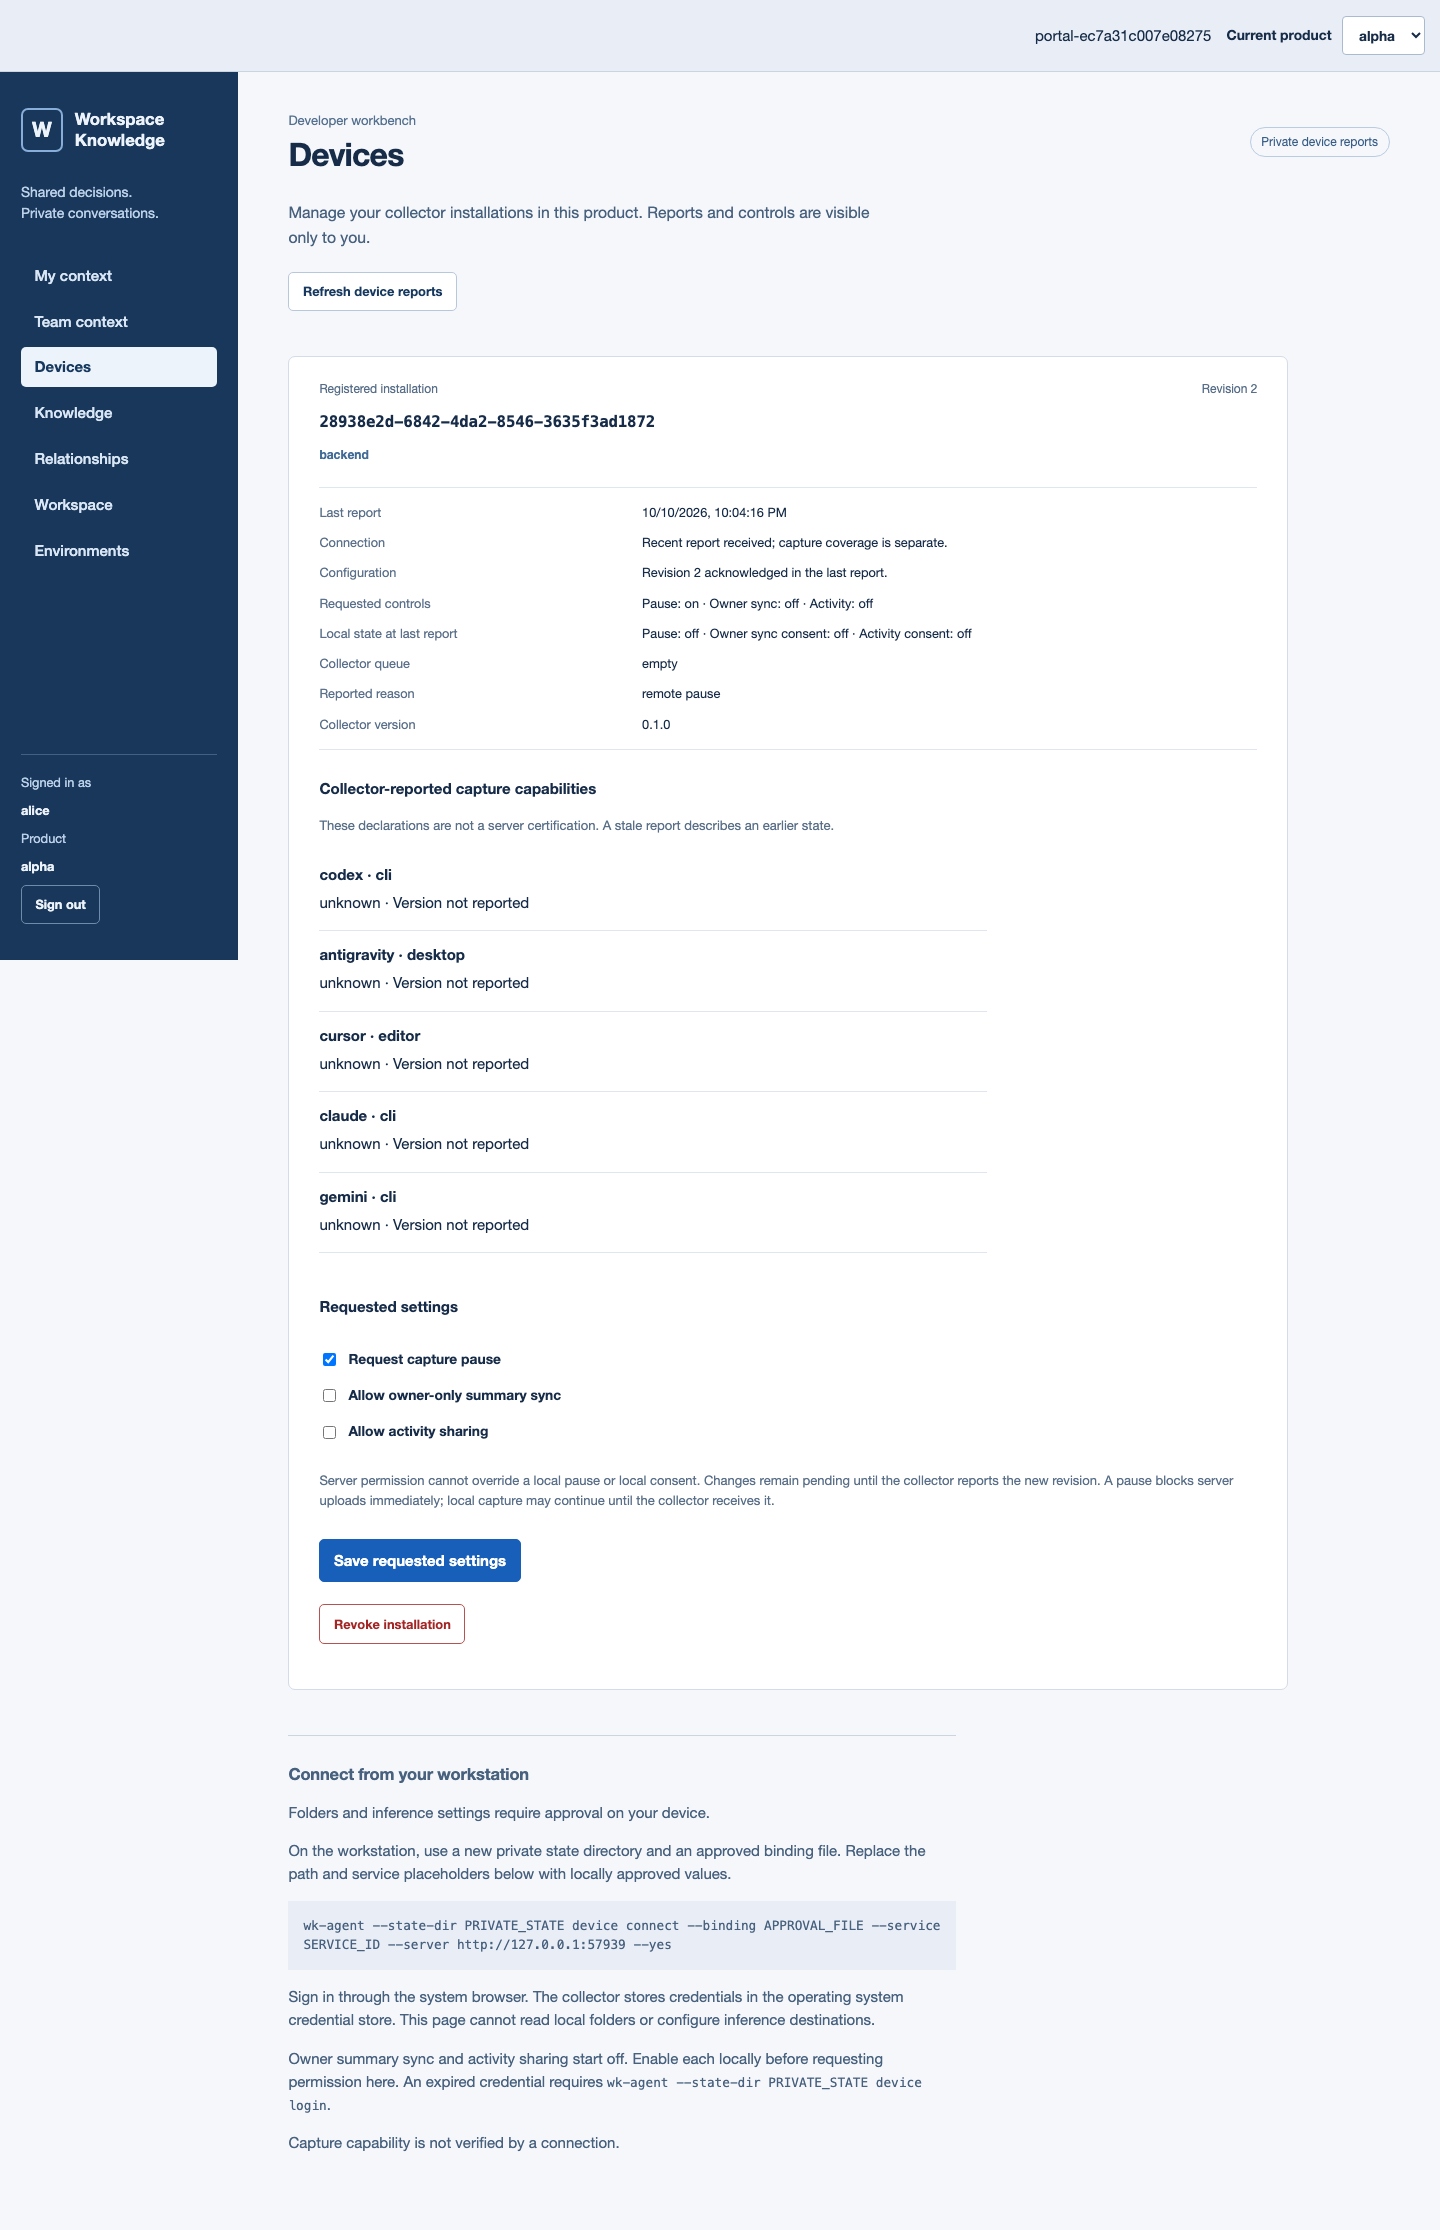 portal-ec7a31c007e08275 Current product alpha
W
Workspace
Knowledge
Shared decisions.
Private conversations.
My context
Team context
Devices
Knowledge
Relationships
Workspace
Environments
Signed in as
alice
Product
alpha
Sign out
Developer workbench
Devices
Private device reports
Manage your collector installations in this product. Reports and controls are visible
only to you.
Refresh device reports
Registered installation
Revision 2
28938e2d-6842-4da2-8546-3635f3ad1872
backend
Last report 10/10/2026, 10:04:16 PM
Connection Recent report received; capture coverage is separate.
Configuration Revision 2 acknowledged in the last report.
Requested controls Pause: on · Owner sync: off · Activity: off
Local state at last report Pause: off · Owner sync consent: off · Activity consent: off
Collector queue empty
Reported reason remote pause
Collector version 0.1.0
Collector-reported capture capabilities
These declarations are not a server certification. A stale report describes an earlier state.
codex · cli
unknown · Version not reported
antigravity · desktop
unknown · Version not reported
cursor · editor
unknown · Version not reported
claude · cli
unknown · Version not reported
gemini · cli
unknown · Version not reported
Requested settings
Request capture pause
Allow owner-only summary sync
Allow activity sharing
Server permission cannot override a local pause or local consent. Changes remain pending until the collector reports the new revision. A pause blocks server
uploads immediately; local capture may continue until the collector receives it.
Save requested settings
Revoke installation
Connect from your workstation
Folders and inference settings require approval on your device.
On the workstation, use a new private state directory and an approved binding file. Replace the
path and service placeholders below with locally approved values.
wk-agent --state-dir PRIVATE_STATE device connect --binding APPROVAL_FILE --service
SERVICE_ID --server http://127.0.0.1:57939 --yes
Sign in through the system browser. The collector stores credentials in the operating system
credential store. This page cannot read local folders or configure inference destinations.
Owner summary sync and activity sharing start off. Enable each locally before requesting
permission here. An expired credential requires wk-agent --state-dir PRIVATE_STATE device
login.
Capture capability is not verified by a connection.